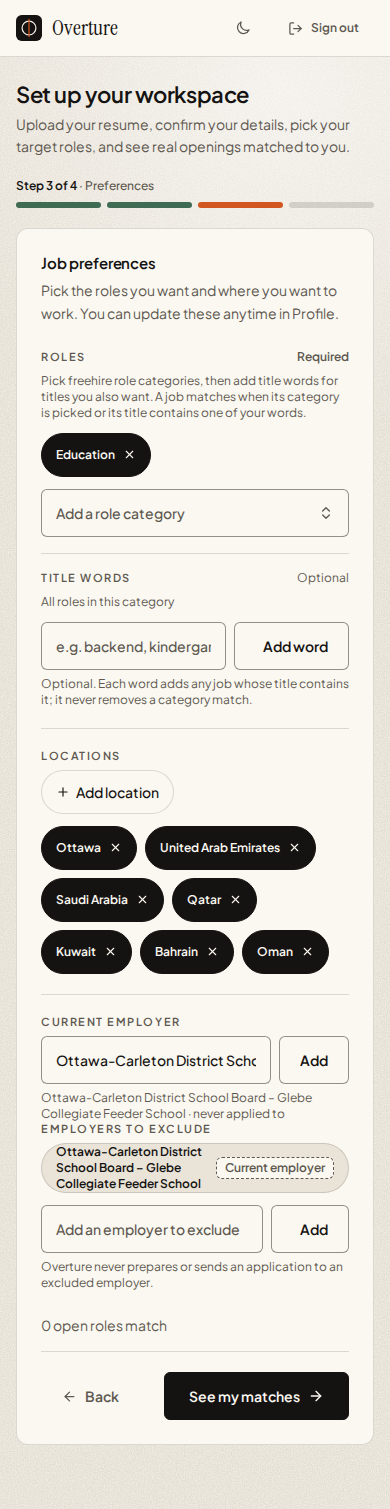 Overture
Sign out
Set up your workspace
Upload your resume, confirm your details, pick your
target roles, and see real openings matched to you.
Step 3 of 4 · Preferences
Job preferences
Pick the roles you want and where you want to
work. You can update these anytime in Profile.
ROLES
Required
Pick freehire role categories, then add title words for
titles you also want. A job matches when its category
is picked or its title contains one of your words.
Education ×
Add a role category
TITLE WORDS
Optional
All roles in this category
e.g. backend, kindergar
Add word
Optional. Each word adds any job whose title contains
it; it never removes a category match.
LOCATIONS
+ Add location
Ottawa ×
United Arab Emirates ×
Saudi Arabia ×
Qatar ×
Kuwait ×
Bahrain ×
Oman ×
CURRENT EMPLOYER
Ottawa-Carleton District Scho
Add
Ottawa-Carleton District School Board – Glebe
Collegiate Feeder School · never applied to
EMPLOYERS TO EXCLUDE
Ottawa-Carleton District
School Board – Glebe
Collegiate Feeder School
Current employer
Add an employer to exclude
Add
Overture never prepares or sends an application to an
excluded employer.
0 open roles match
← Back
See my matches →